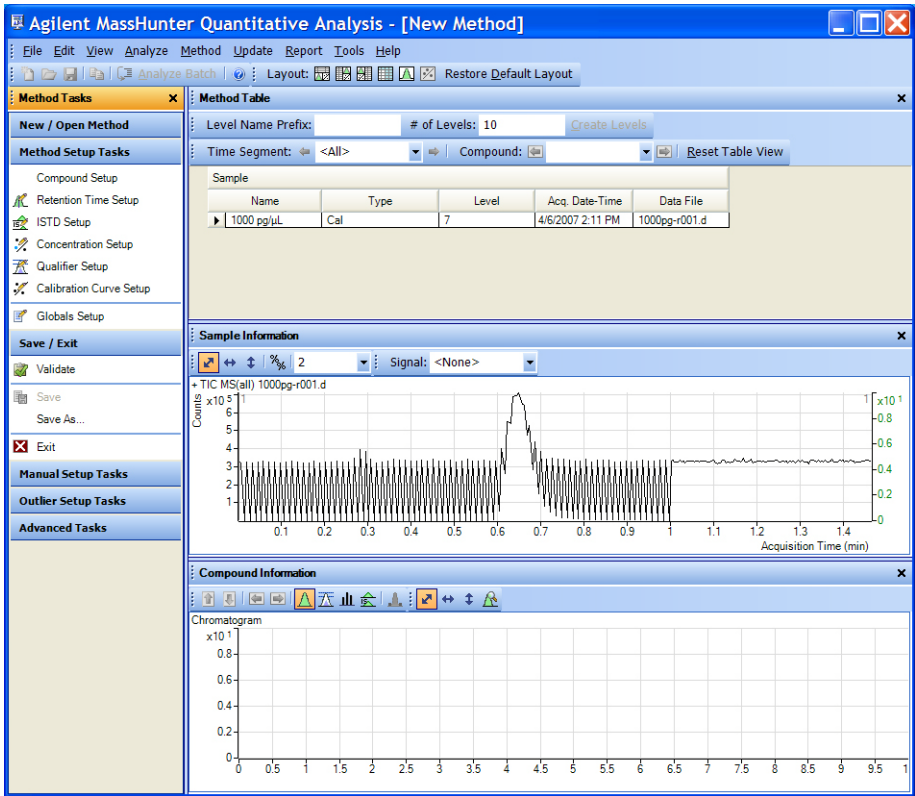 Agilent MassHunter Quantitative Analysis - [New Method]
File Edit View Analyze Method Update Report Tools Help
Analyze Batch Layout: Restore Default Layout
Method Tasks
New / Open Method
Method Setup Tasks
Compound Setup
Retention Time Setup
ISTD Setup
Concentration Setup
Qualifier Setup
Calibration Curve Setup
Globals Setup
Save / Exit
Validate
Save
Save As...
Exit
Manual Setup Tasks
Outlier Setup Tasks
Advanced Tasks
Method Table
Level Name Prefix: # of Levels: 10 Create Levels
Time Segment: <All> Compound: Reset Table View
Sample
Name Type Level Acq. Date-Time Data File
1000 pg/µL Cal 7 4/6/2007 2:11 PM 1000pg-r001.d
Sample Information
2 Signal: <None>
+ TIC MS(all) 1000pg-r001.d
Counts
x10 5
1 1
x10 1
6
5
4
3
2
1
0.8
0.6
0.4
0.2
0
0.1 0.2 0.3 0.4 0.5 0.6 0.7 0.8 0.9 1 1.1 1.2 1.3 1.4
Acquisition Time (min)
Compound Information
Chromatogram
x10 1
0.8
0.6
0.4
0.2
0
0 0.5 1 1.5 2 2.5 3 3.5 4 4.5 5 5.5 6 6.5 7 7.5 8 8.5 9 9.5 1